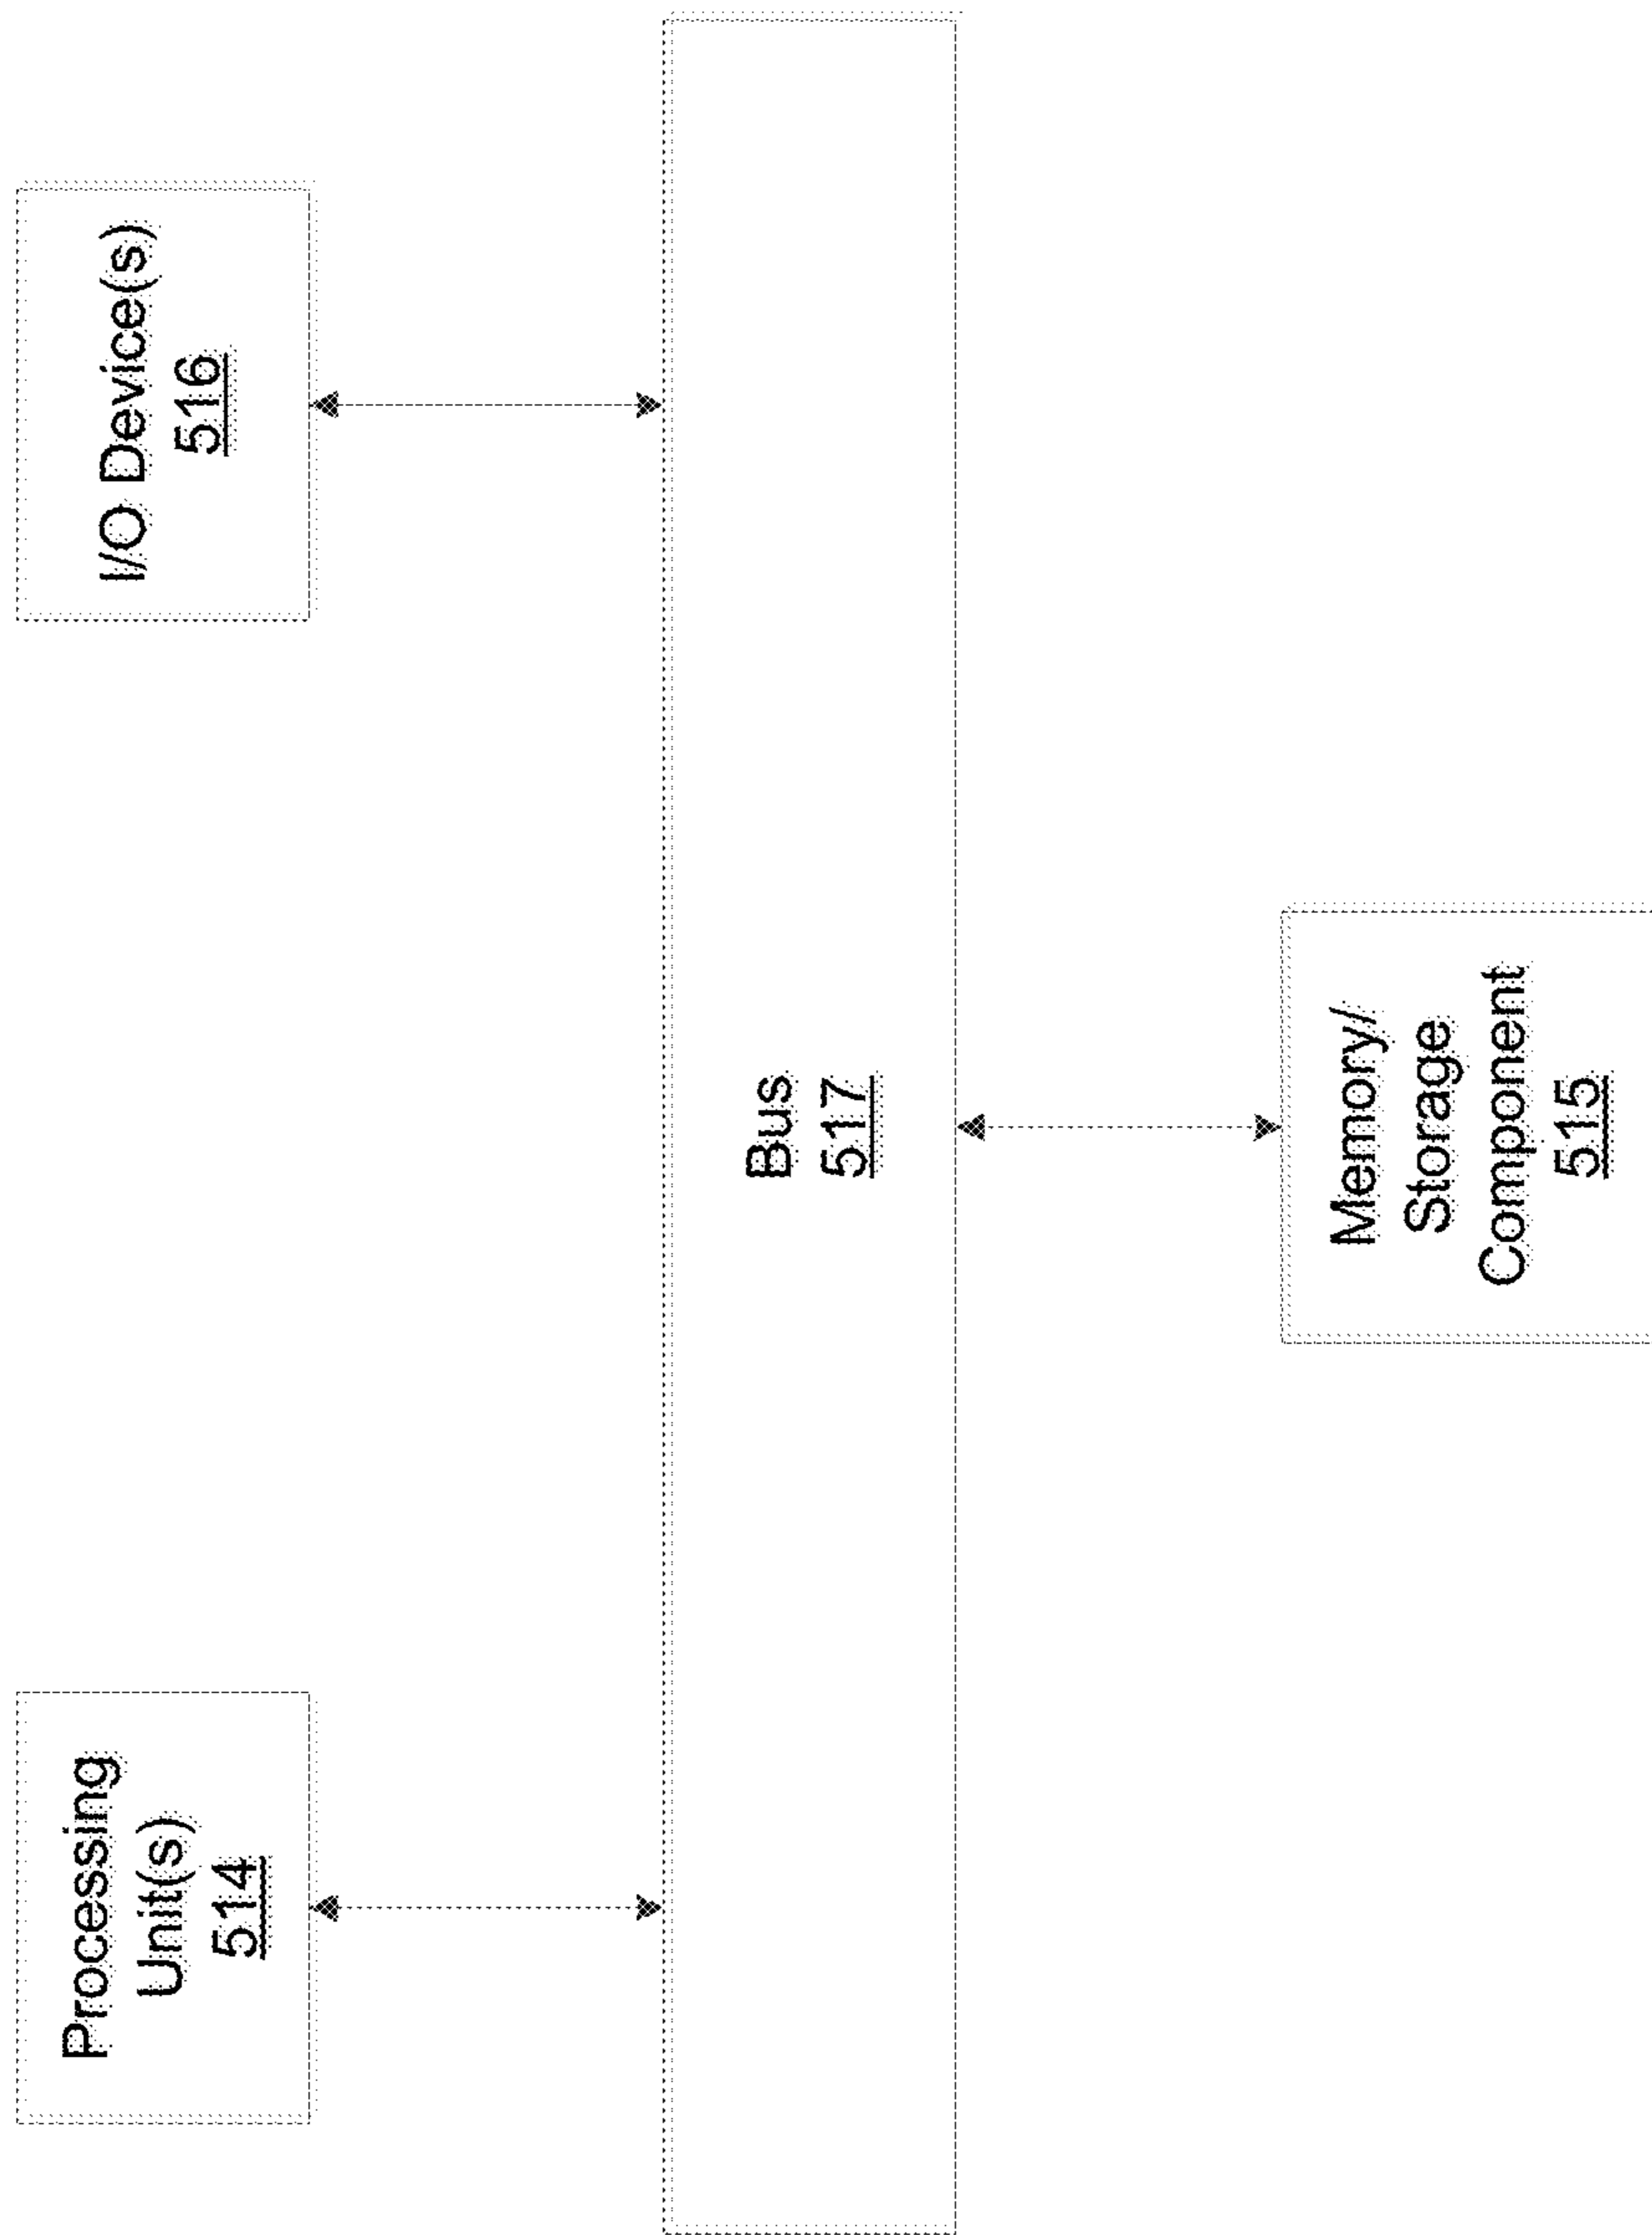 Processing
Unit(s)
514
I/O Device(s)
516
Bus
517
Memory/
Storage
Component
515